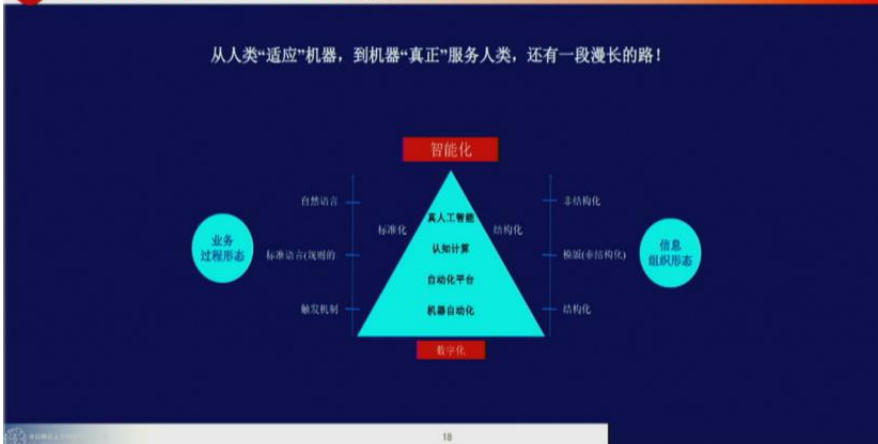 从人类“适应”机器，到机器“真正”服务人类，还有一段漫长的路！
智能化
自然语言
非结构化
标准化
真人工智能
结构化
业务
过程形态
标准语言(规则的
认知计算
模版(半结构化)
信息
组织形态
自动化平台
触发机制
机器自动化
结构化
数字化
18